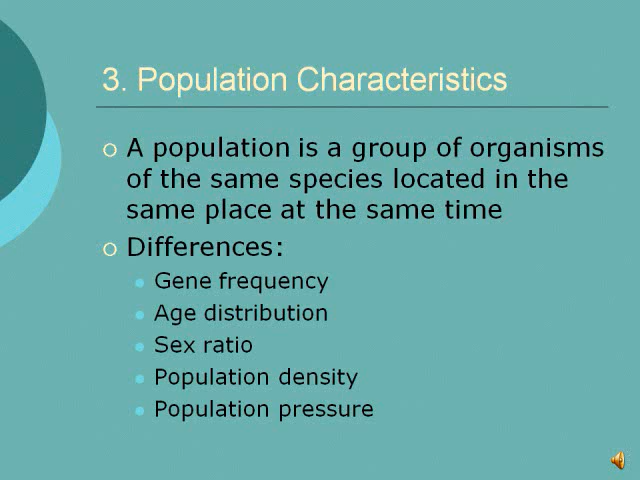 3. Population Characteristics
A population is a group of organisms
of the same species located in the
same place at the same time
Differences:
Gene frequency
Age distribution
Sex ratio
Population density
Population pressure